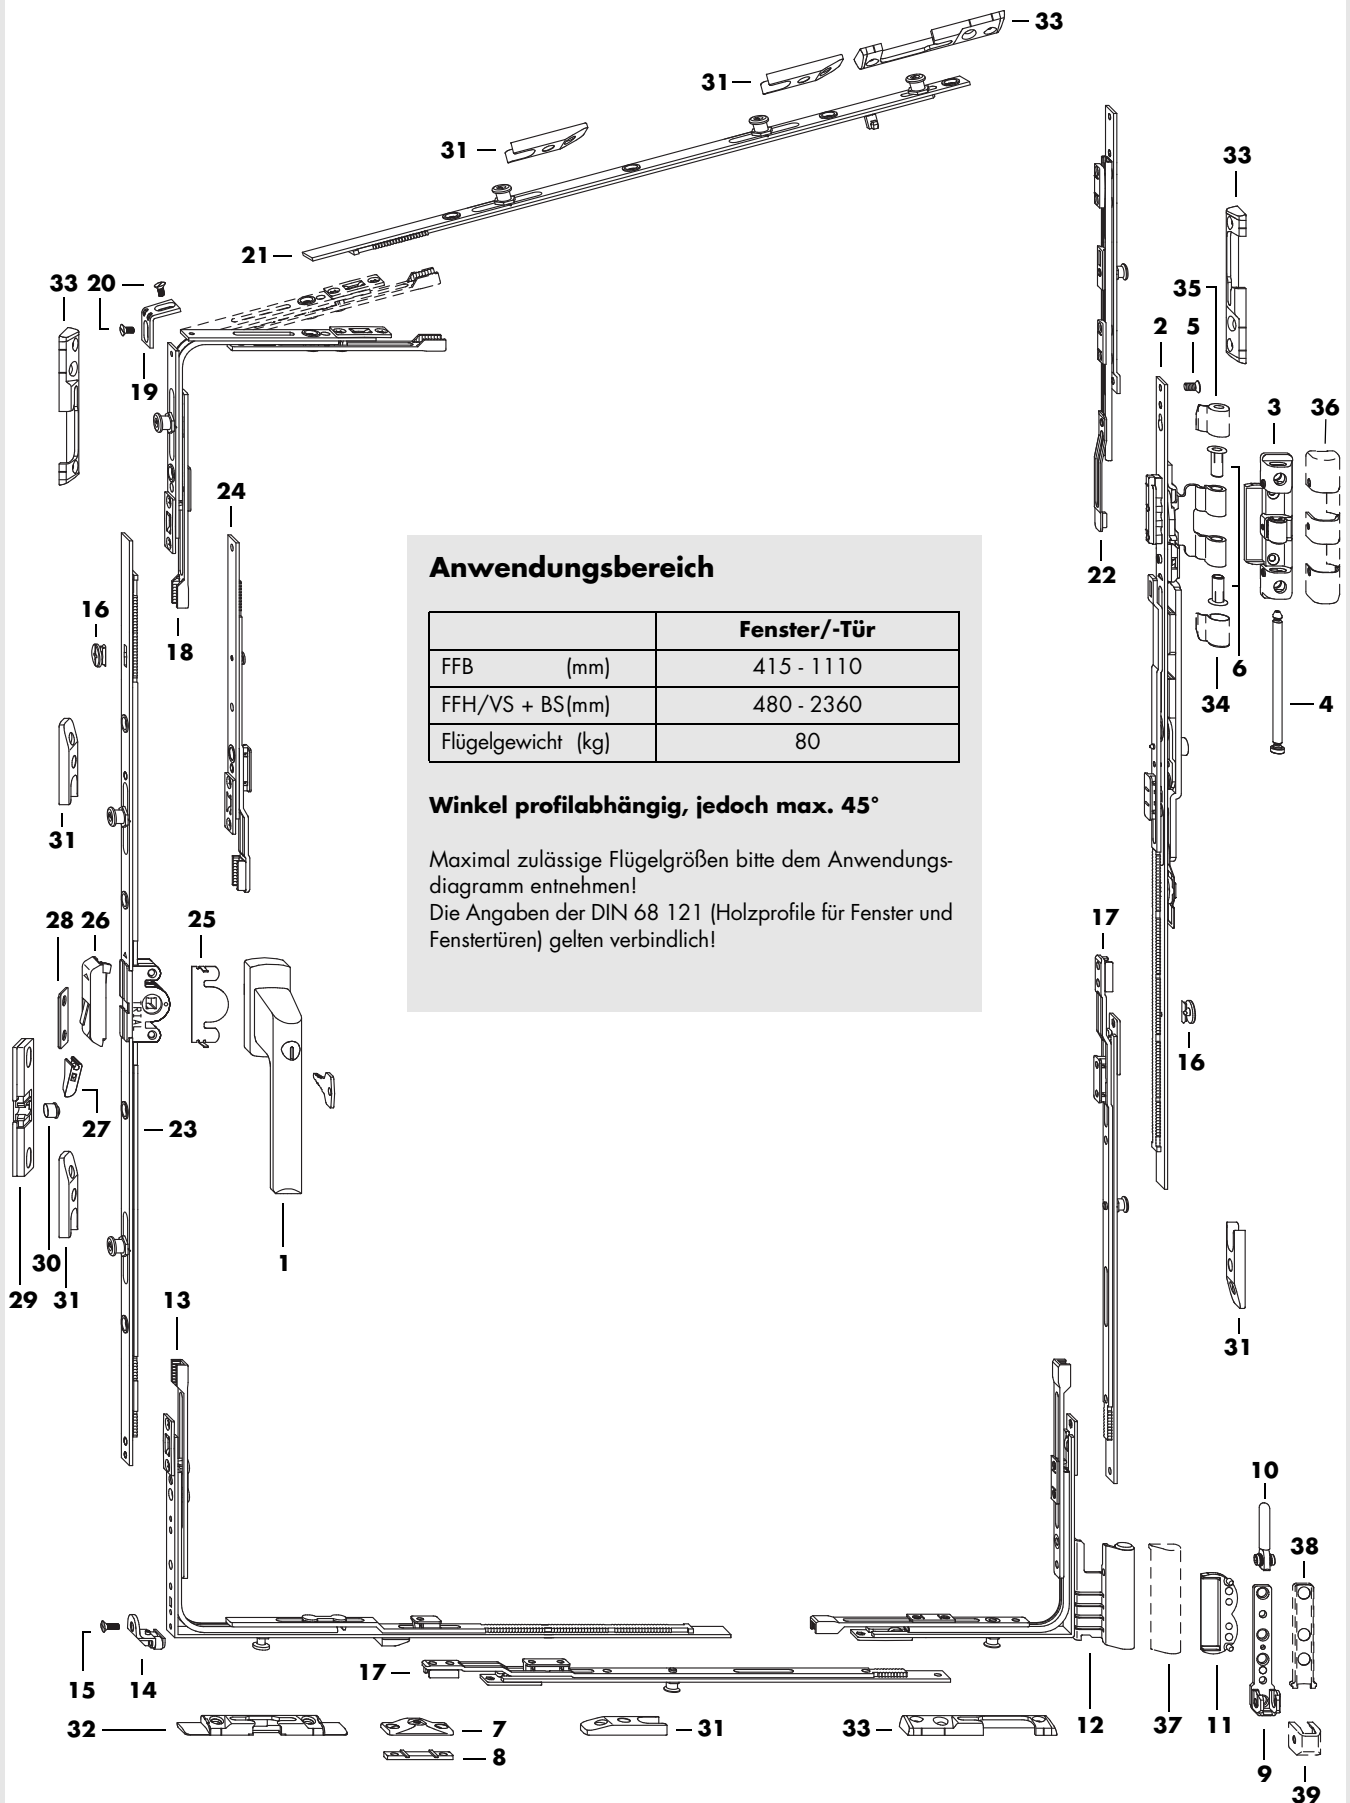 33
31
31
33
21
33 20
35
2 5
19
3 36
24
Anwendungsbereich
Fenster/-Tür
FFB (mm) 415 - 1110
FFH/VS + BS(mm) 480 - 2360
Flügelgewicht (kg) 80
Winkel profilabhängig, jedoch max. 45°
Maximal zulässige Flügelgrößen bitte dem Anwendungs-
diagramm entnehmen!
Die Angaben der DIN 68 121 (Holzprofile für Fenster und
Fenstertüren) gelten verbindlich!
22
16
18
6
34 4
31
28 26 25
17
16
27 23
30 1
29 31 13
31
10
38
17
15 14
32 7 31 33 12 37 11
8
9
39